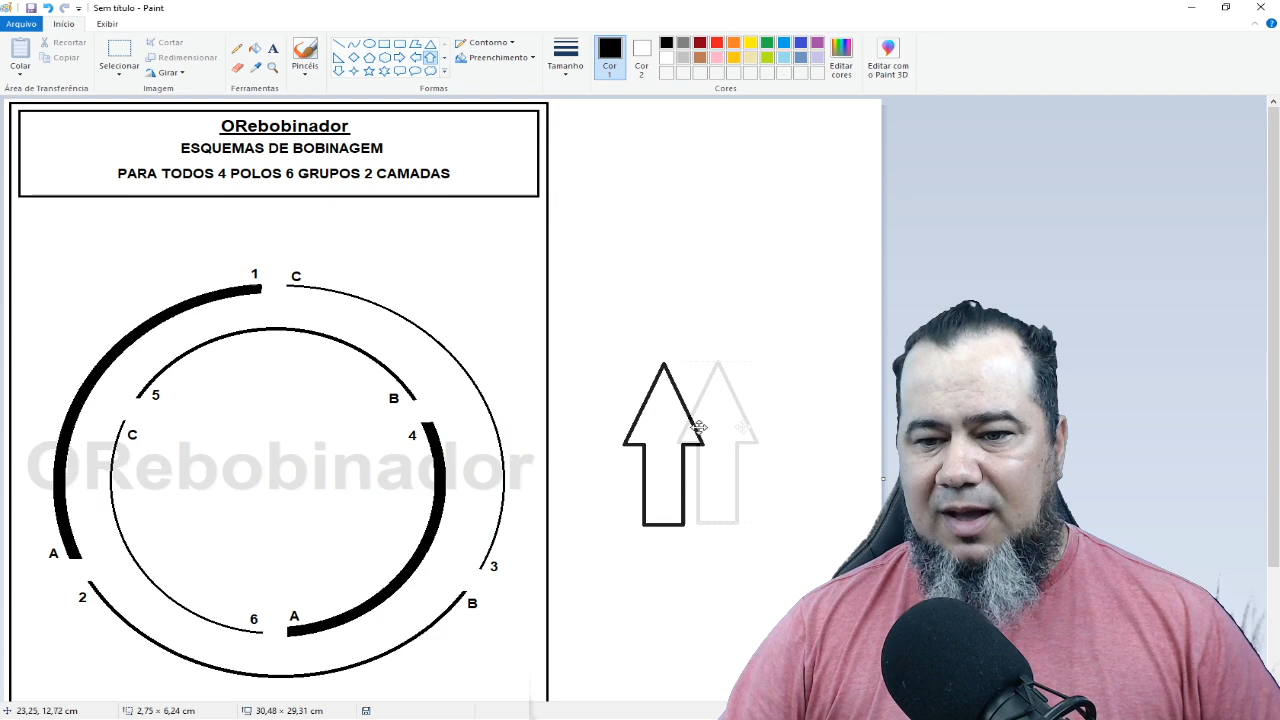 Sem título - Paint
Arquivo Início Exibir
Colar
Recortar
Copiar
Área de Transferência
Selecionar
Cortar
Redimensionar
Girar
Imagem
A
Ferramentas
Pincéis
Contorno
Preenchimento
Formas
Tamanho
Cor 1
Cor 2
Editar cores
Cores
Editar com o Paint 3D
ORebobinador
ESQUEMAS DE BOBINAGEM
PARA TODOS 4 POLOS 6 GRUPOS 2 CAMADAS
1 C
5 B
C 4
ORebobinador
A 3
2 B
6 A
23,25, 12,72 cm 2,75 × 6,24 cm 30,48 × 29,31 cm